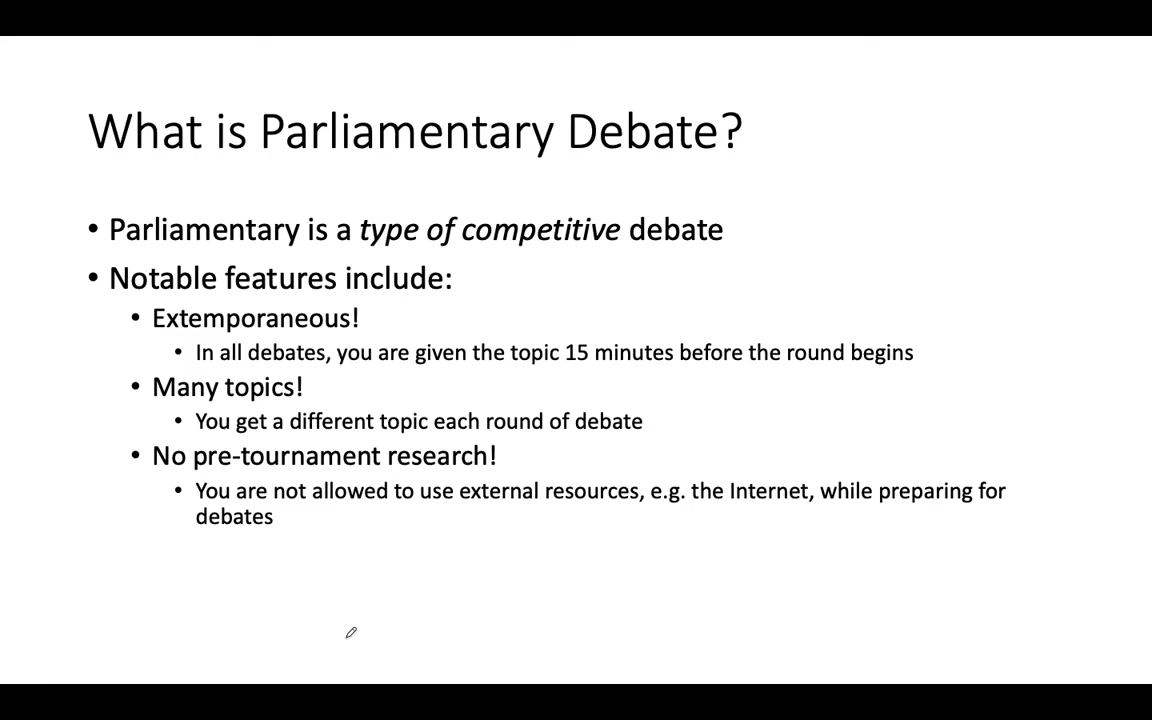 What is Parliamentary Debate?
• Parliamentary is a type of competitive debate
• Notable features include:
• Extemporaneous!
• In all debates, you are given the topic 15 minutes before the round begins
• Many topics!
• You get a different topic each round of debate
• No pre-tournament research!
• You are not allowed to use external resources, e.g. the Internet, while preparing for
debates